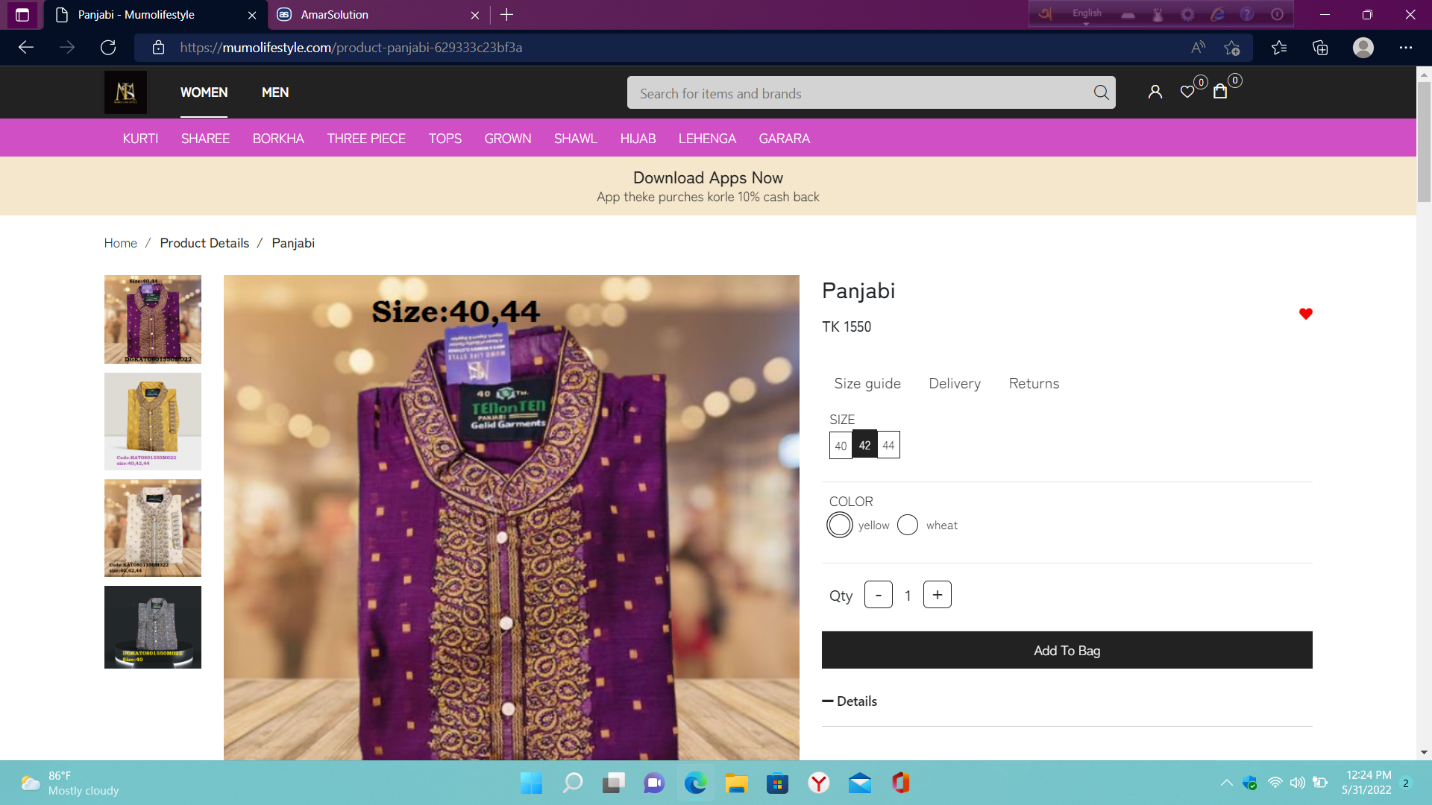 Panjabi - Mumolifestyle
AmarSolution
English
https://mumolifestyle.com/product-panjabi-629333c23bf3a
WOMEN
MEN
Search for items and brands
0
0
KURTI SHAREE BORKHA THREE PIECE TOPS GROWN SHAWL HIJAB LEHENGA GARARA
Download Apps Now
App theke purches korle 10% cash back
Home / Product Details / Panjabi
Size:40,44
40
TENonTEN
PANJABI
Gelid Garments
Panjabi
TK 1550
Size guide Delivery Returns
SIZE
40 42 44
COLOR
yellow wheat
Qty - 1 +
Add To Bag
Details
86°F
Mostly cloudy
12:24 PM
5/31/2022
2